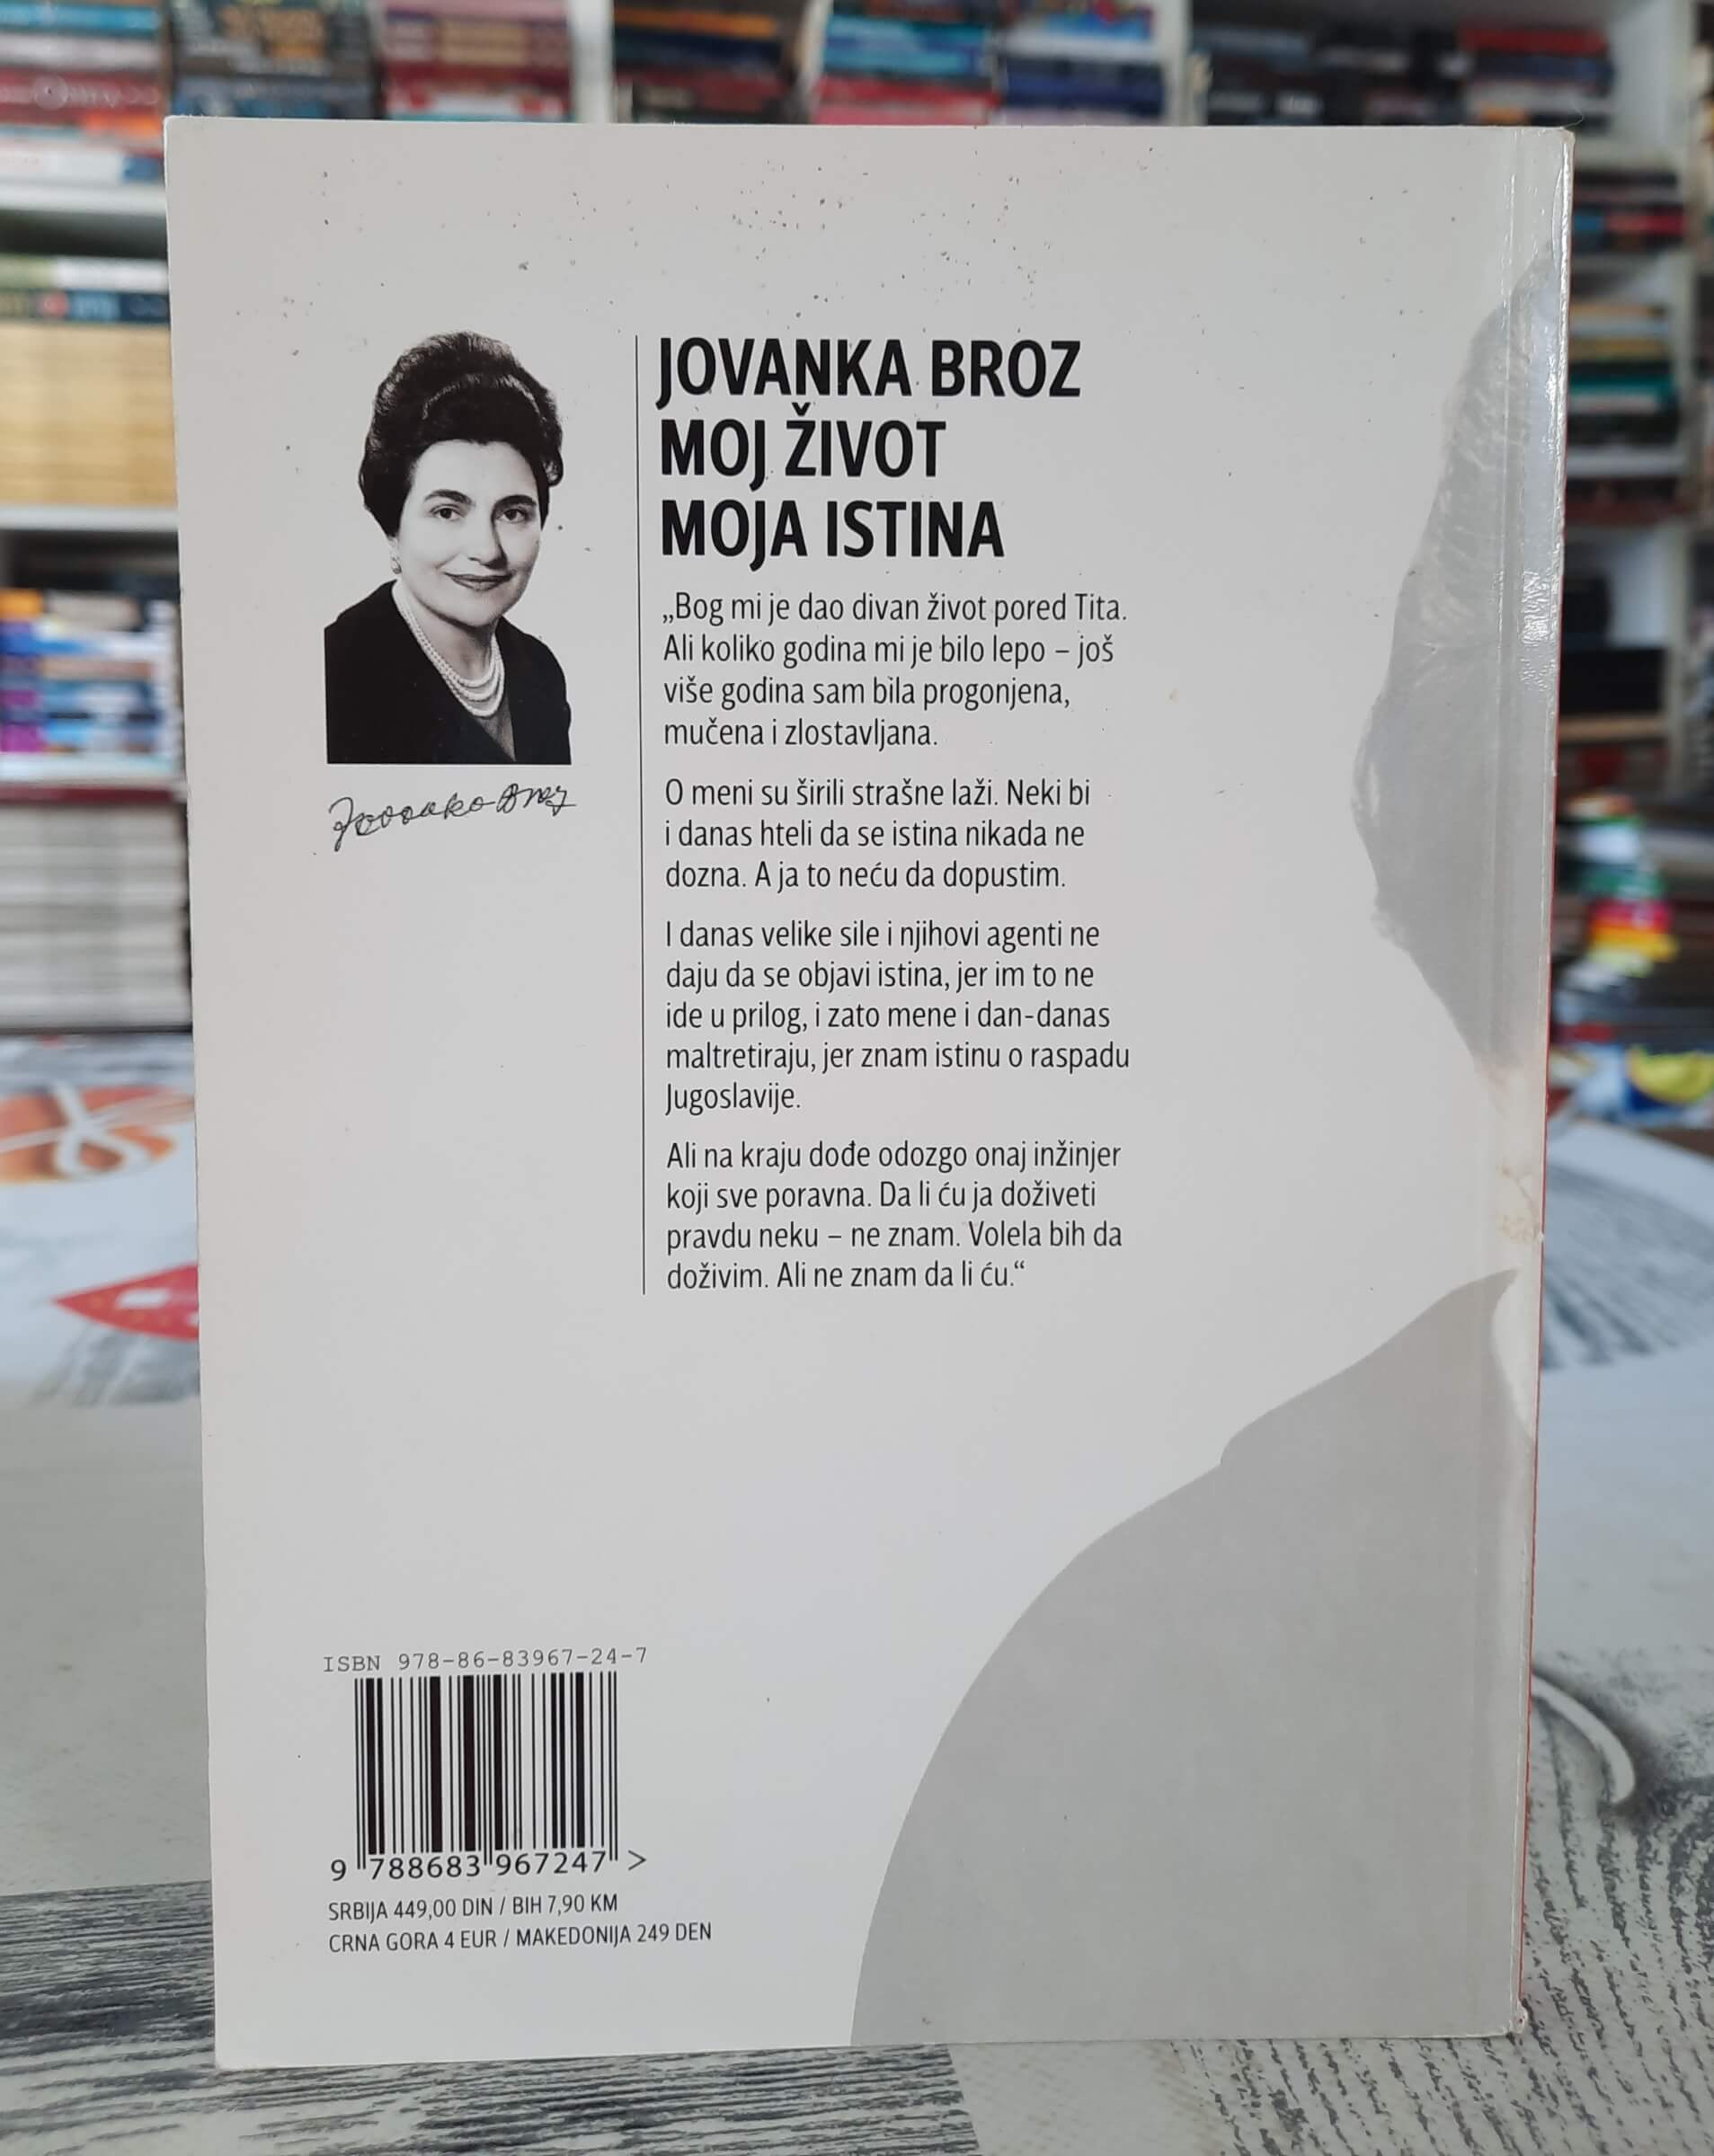 JOVANKA BROZ
MOJ ŽIVOT
MOJA ISTINA
„Bog mi je dao divan život pored Tita.
Ali koliko godina mi je bilo lepo – još
više godina sam bila progonjena,
mučena i zlostavljana.
O meni su širili strašne laži. Neki bi
i danas hteli da se istina nikada ne
dozna. A ja to neću da dopustim.
I danas velike sile i njihovi agenti ne
daju da se objavi istina, jer im to ne
ide u prilog, i zato mene i dan-danas
maltretiraju, jer znam istinu o raspadu
Jugoslavije.
Ali na kraju dođe odozgo onaj inžinjer
koji sve poravna. Da li ću ja doživeti
pravdu neku – ne znam. Volela bih da
doživim. Ali ne znam da li ću.“
Jovanka Broz
ISBN 978-86-83967-24-7
9 788683 967247 >
SRBIJA 449,00 DIN / BIH 7,90 KM
CRNA GORA 4 EUR / MAKEDONIJA 249 DEN